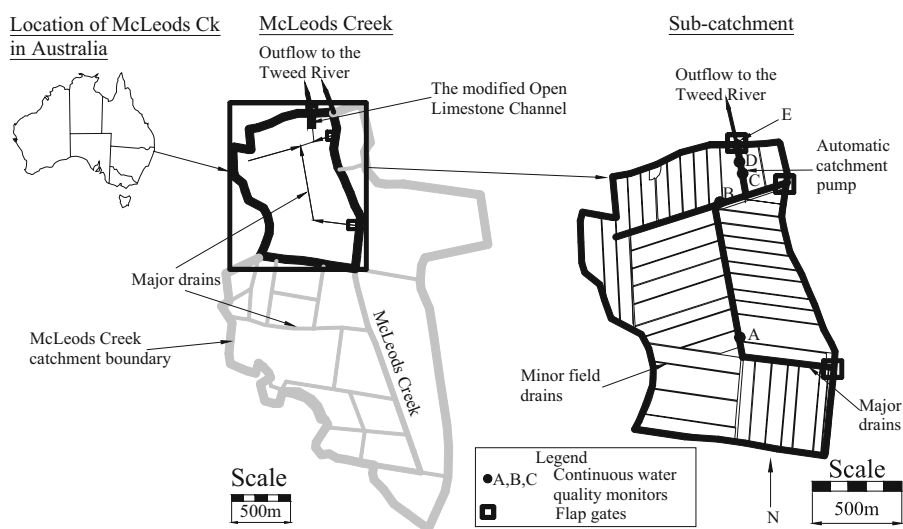 Location of McLeods Ck
in Australia
McLeods Creek
Outflow to the
Tweed River
The modified Open
Limestone Channel
Major drains
McLeods Creek
catchment boundary
McLeods Creek
Scale
500m
Sub-catchment
Outflow to the
Tweed River
E
D
C
Automatic
catchment
pump
B
A
Minor field
drains
Major
drains
N
Legend
A,B,C Continuous water
quality monitors
Flap gates
Scale
500m